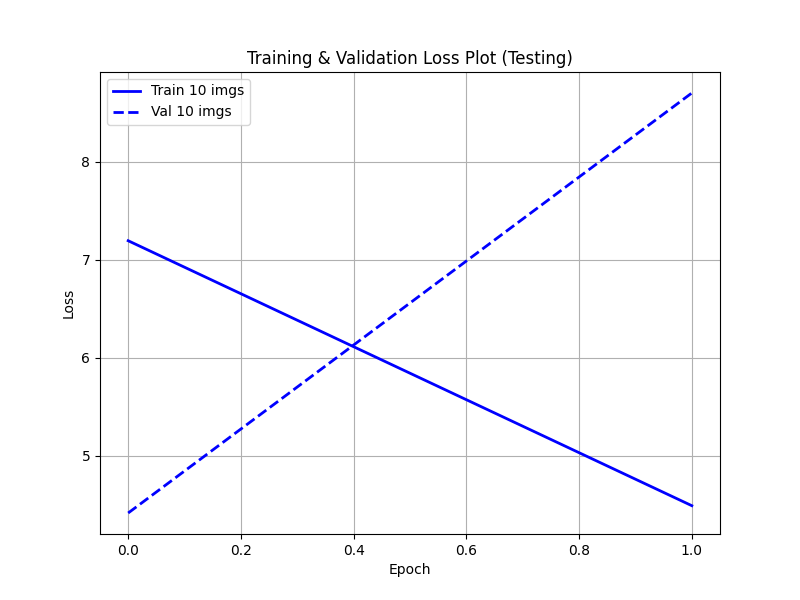 Training & Validation Loss Plot (Testing)
Train 10 imgs
Val 10 imgs
Loss
8
7
6
5
0.0 0.2 0.4 0.6 0.8 1.0
Epoch